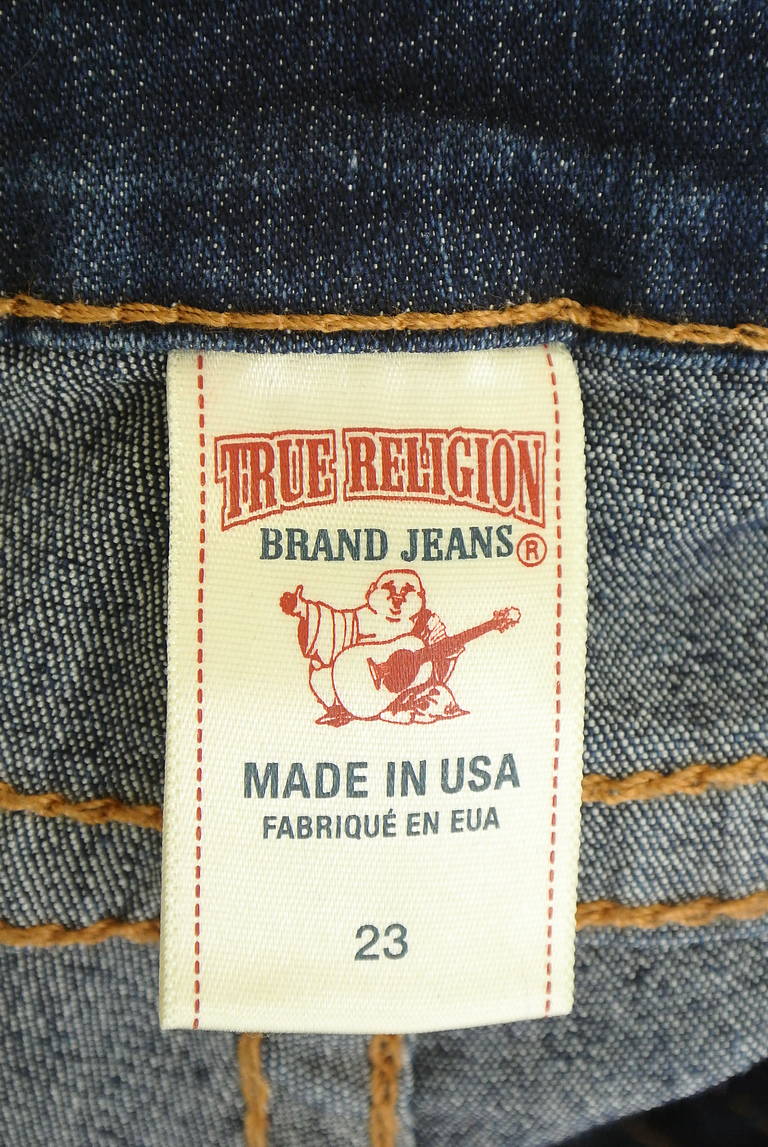 TRUE RELIGION
BRAND JEANS®
MADE IN USA
FABRIQUÉ EN EUA
23